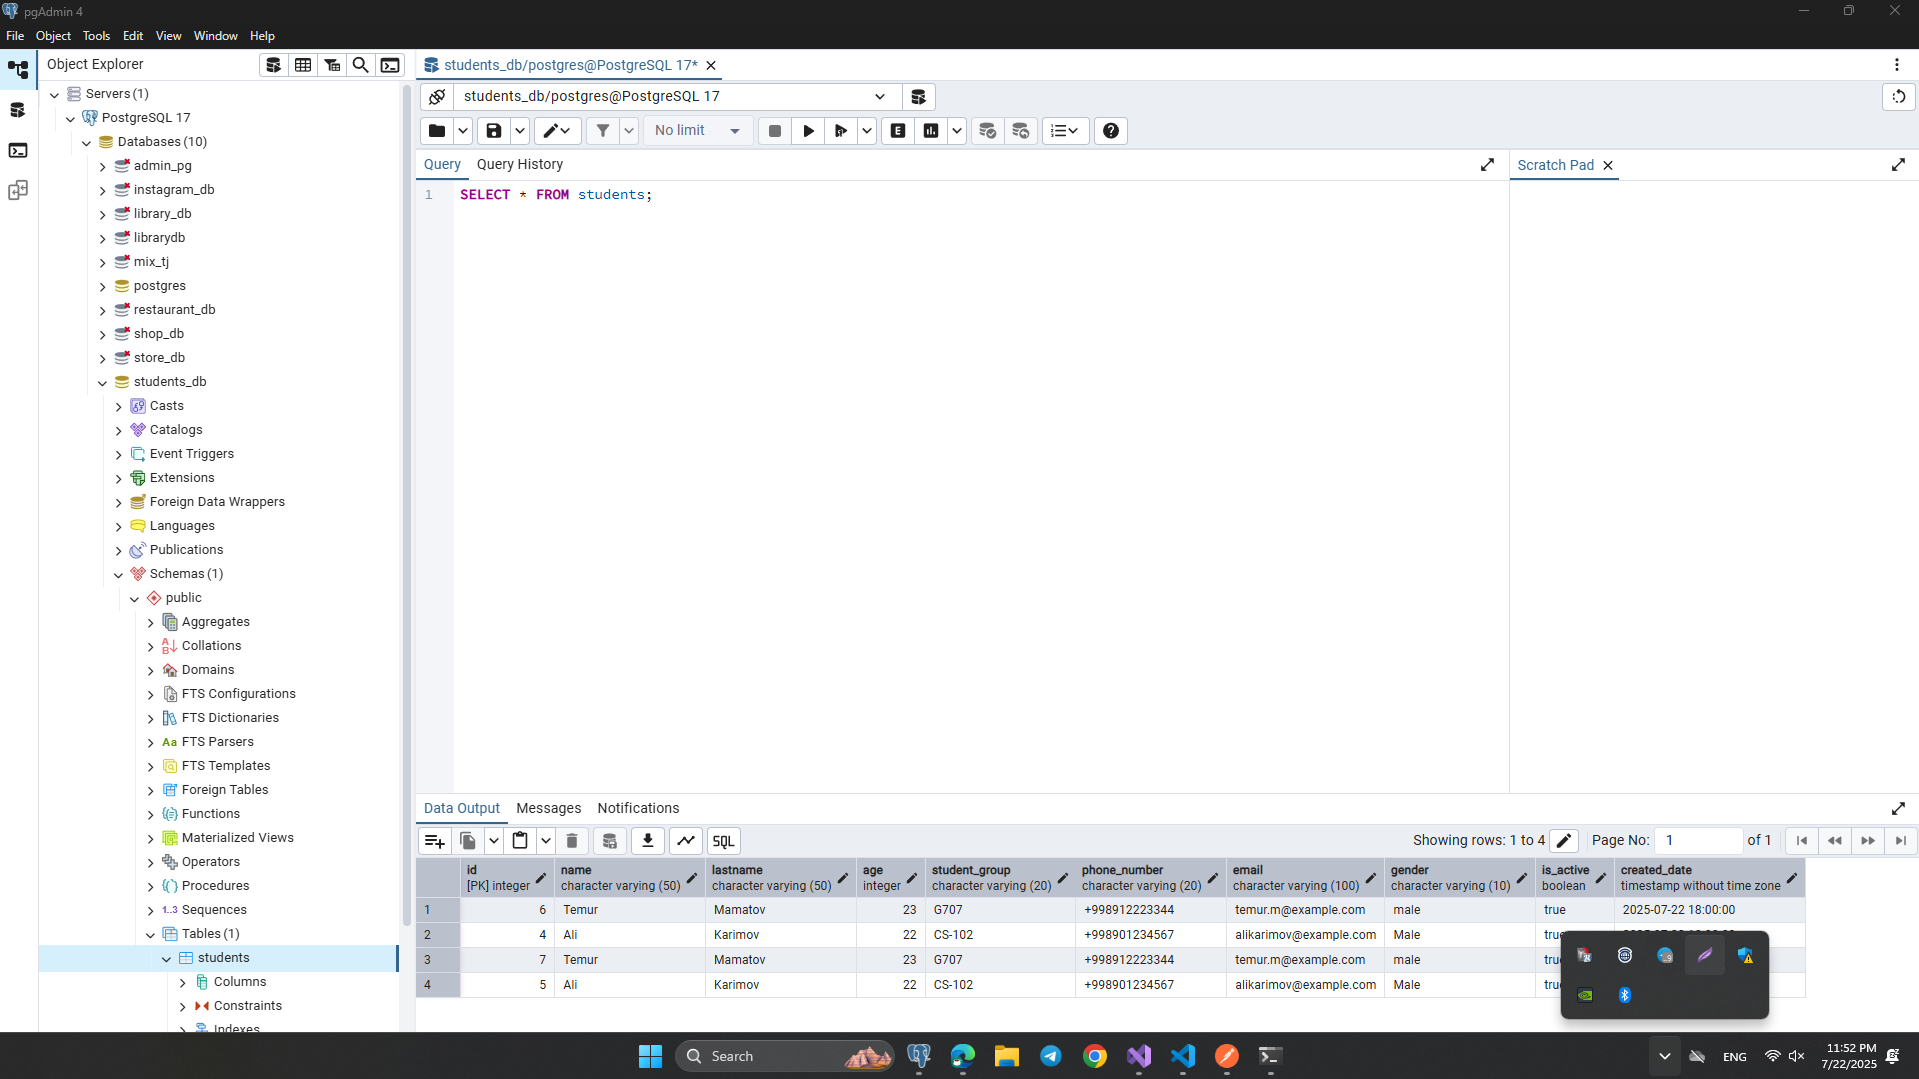 pgAdmin 4
File Object Tools Edit View Window Help
Object Explorer
Servers (1)
PostgreSQL 17
Databases (10)
admin_pg
instagram_db
library_db
librarydb
mix_tj
postgres
restaurant_db
shop_db
store_db
students_db
Casts
Catalogs
Event Triggers
Extensions
Foreign Data Wrappers
Languages
Publications
Schemas (1)
public
Aggregates
Collations
Domains
FTS Configurations
FTS Dictionaries
Aa FTS Parsers
FTS Templates
Foreign Tables
Functions
Materialized Views
Operators
Procedures
1..3 Sequences
Tables (1)
students
Columns
Constraints
Indexes
students_db/postgres@PostgreSQL 17*
students_db/postgres@PostgreSQL 17
No limit
Query Query History
Scratch Pad
1 SELECT * FROM students;
Data Output Messages Notifications
SQL Showing rows: 1 to 4 Page No: 1 of 1
id name lastname age student_group phone_number email gender is_active created_date
[PK] integer character varying (50) character varying (50) integer character varying (20) character varying (20) character varying (100) character varying (10) boolean timestamp without time zone
1 6 Temur Mamatov 23 G707 +998912223344 temur.m@example.com male true 2025-07-22 18:00:00
2 4 Ali Karimov 22 CS-102 +998901234567 alikarimov@example.com Male
3 7 Temur Mamatov 23 G707 +998912223344 temur.m@example.com male
4 5 Ali Karimov 22 CS-102 +998901234567 alikarimov@example.com Male
Search
ENG
11:52 PM
7/22/2025